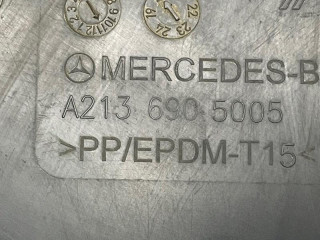 MERCEDES-B
A213 690 5005
>PP/EPDM-T15<